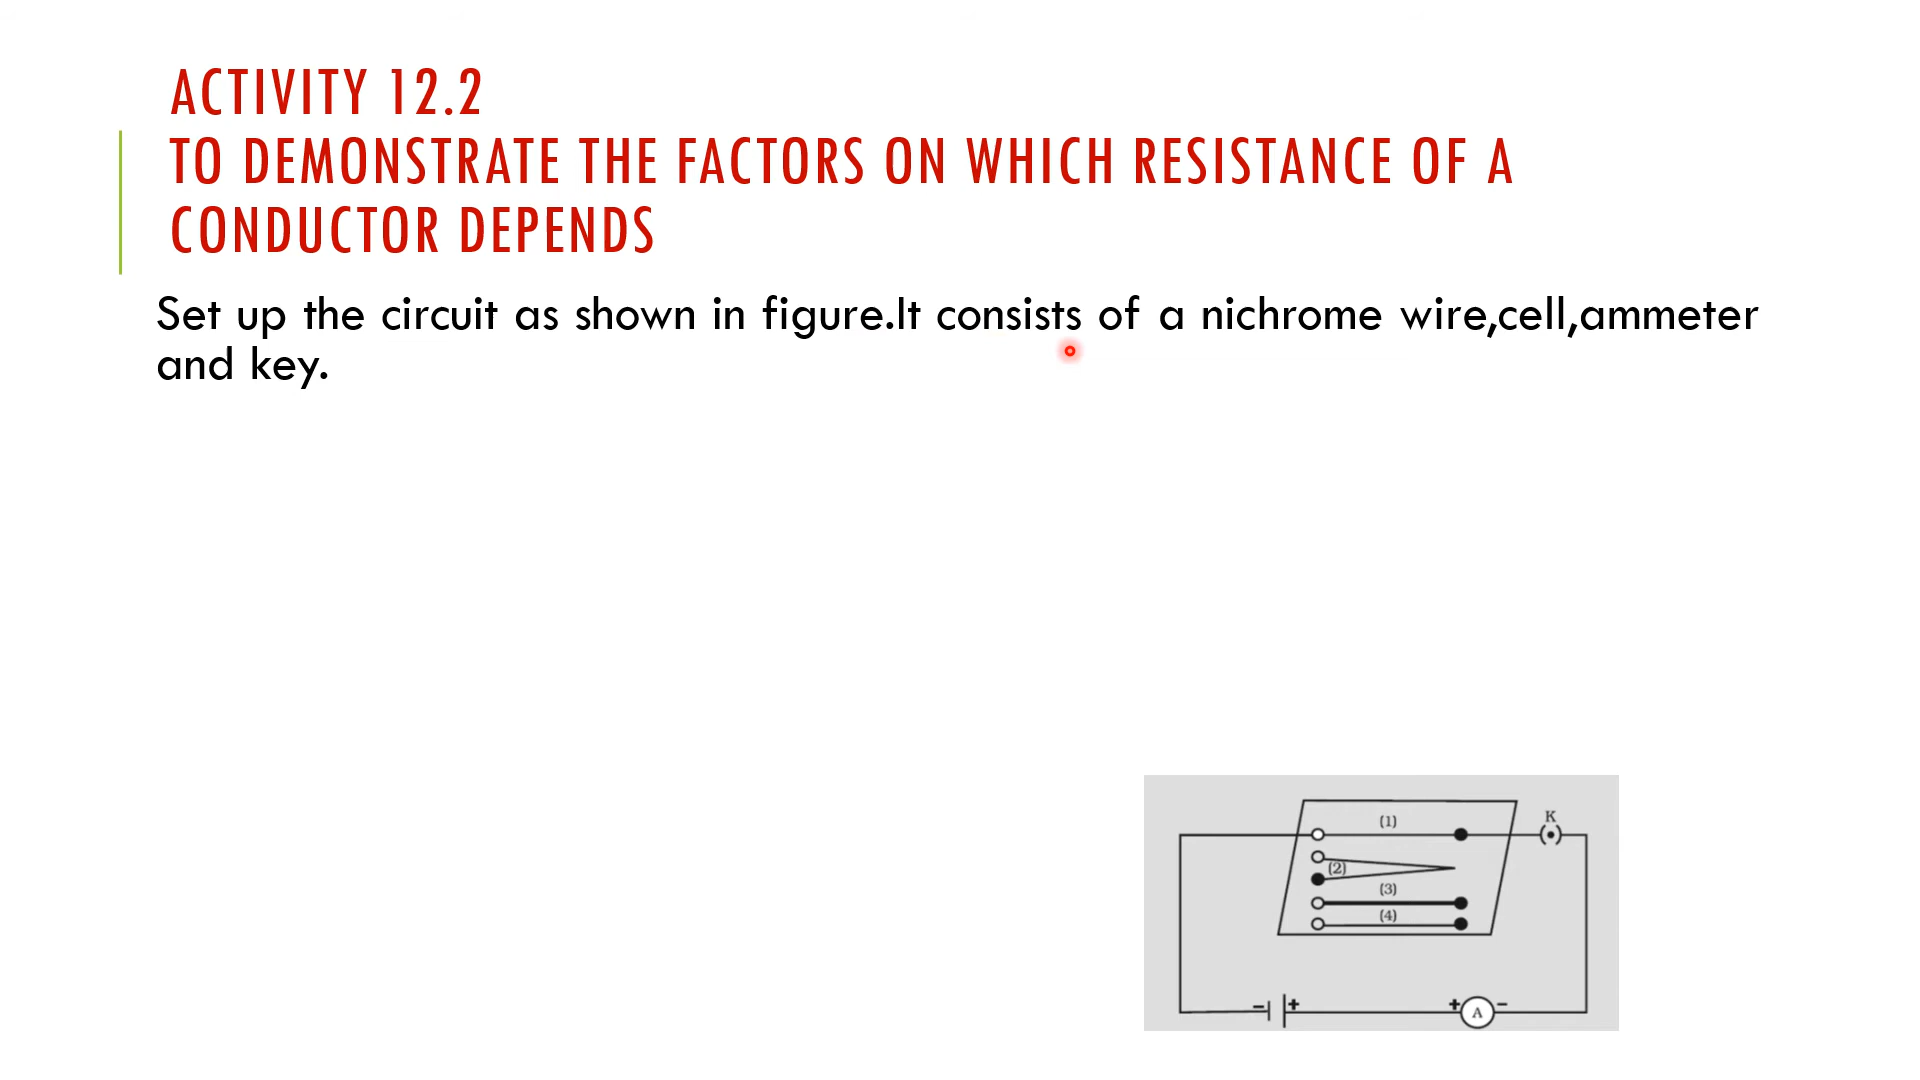 ACTIVITY 12.2
TO DEMONSTRATE THE FACTORS ON WHICH RESISTANCE OF A
CONDUCTOR DEPENDS
Set up the circuit as shown in figure.It consists of a nichrome wire,cell,ammeter
and key.
K
(1)
(2)
(3)
(4)
− +
+ A −